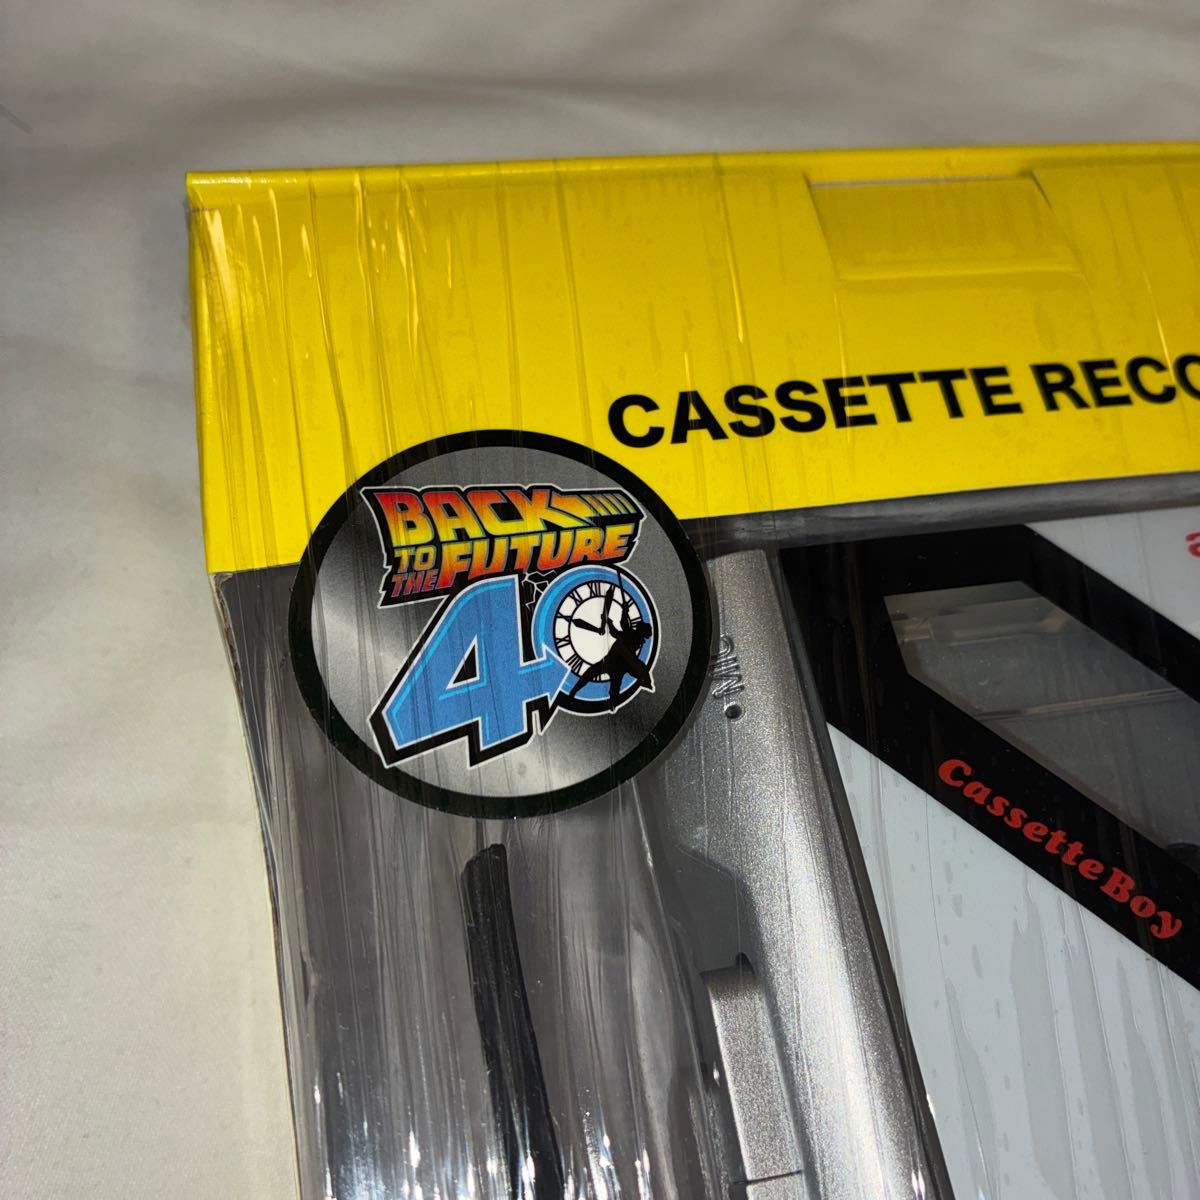 CASSETTE RECO
BACK
TO THE FUTURE
40
MIC
CassetteBoy